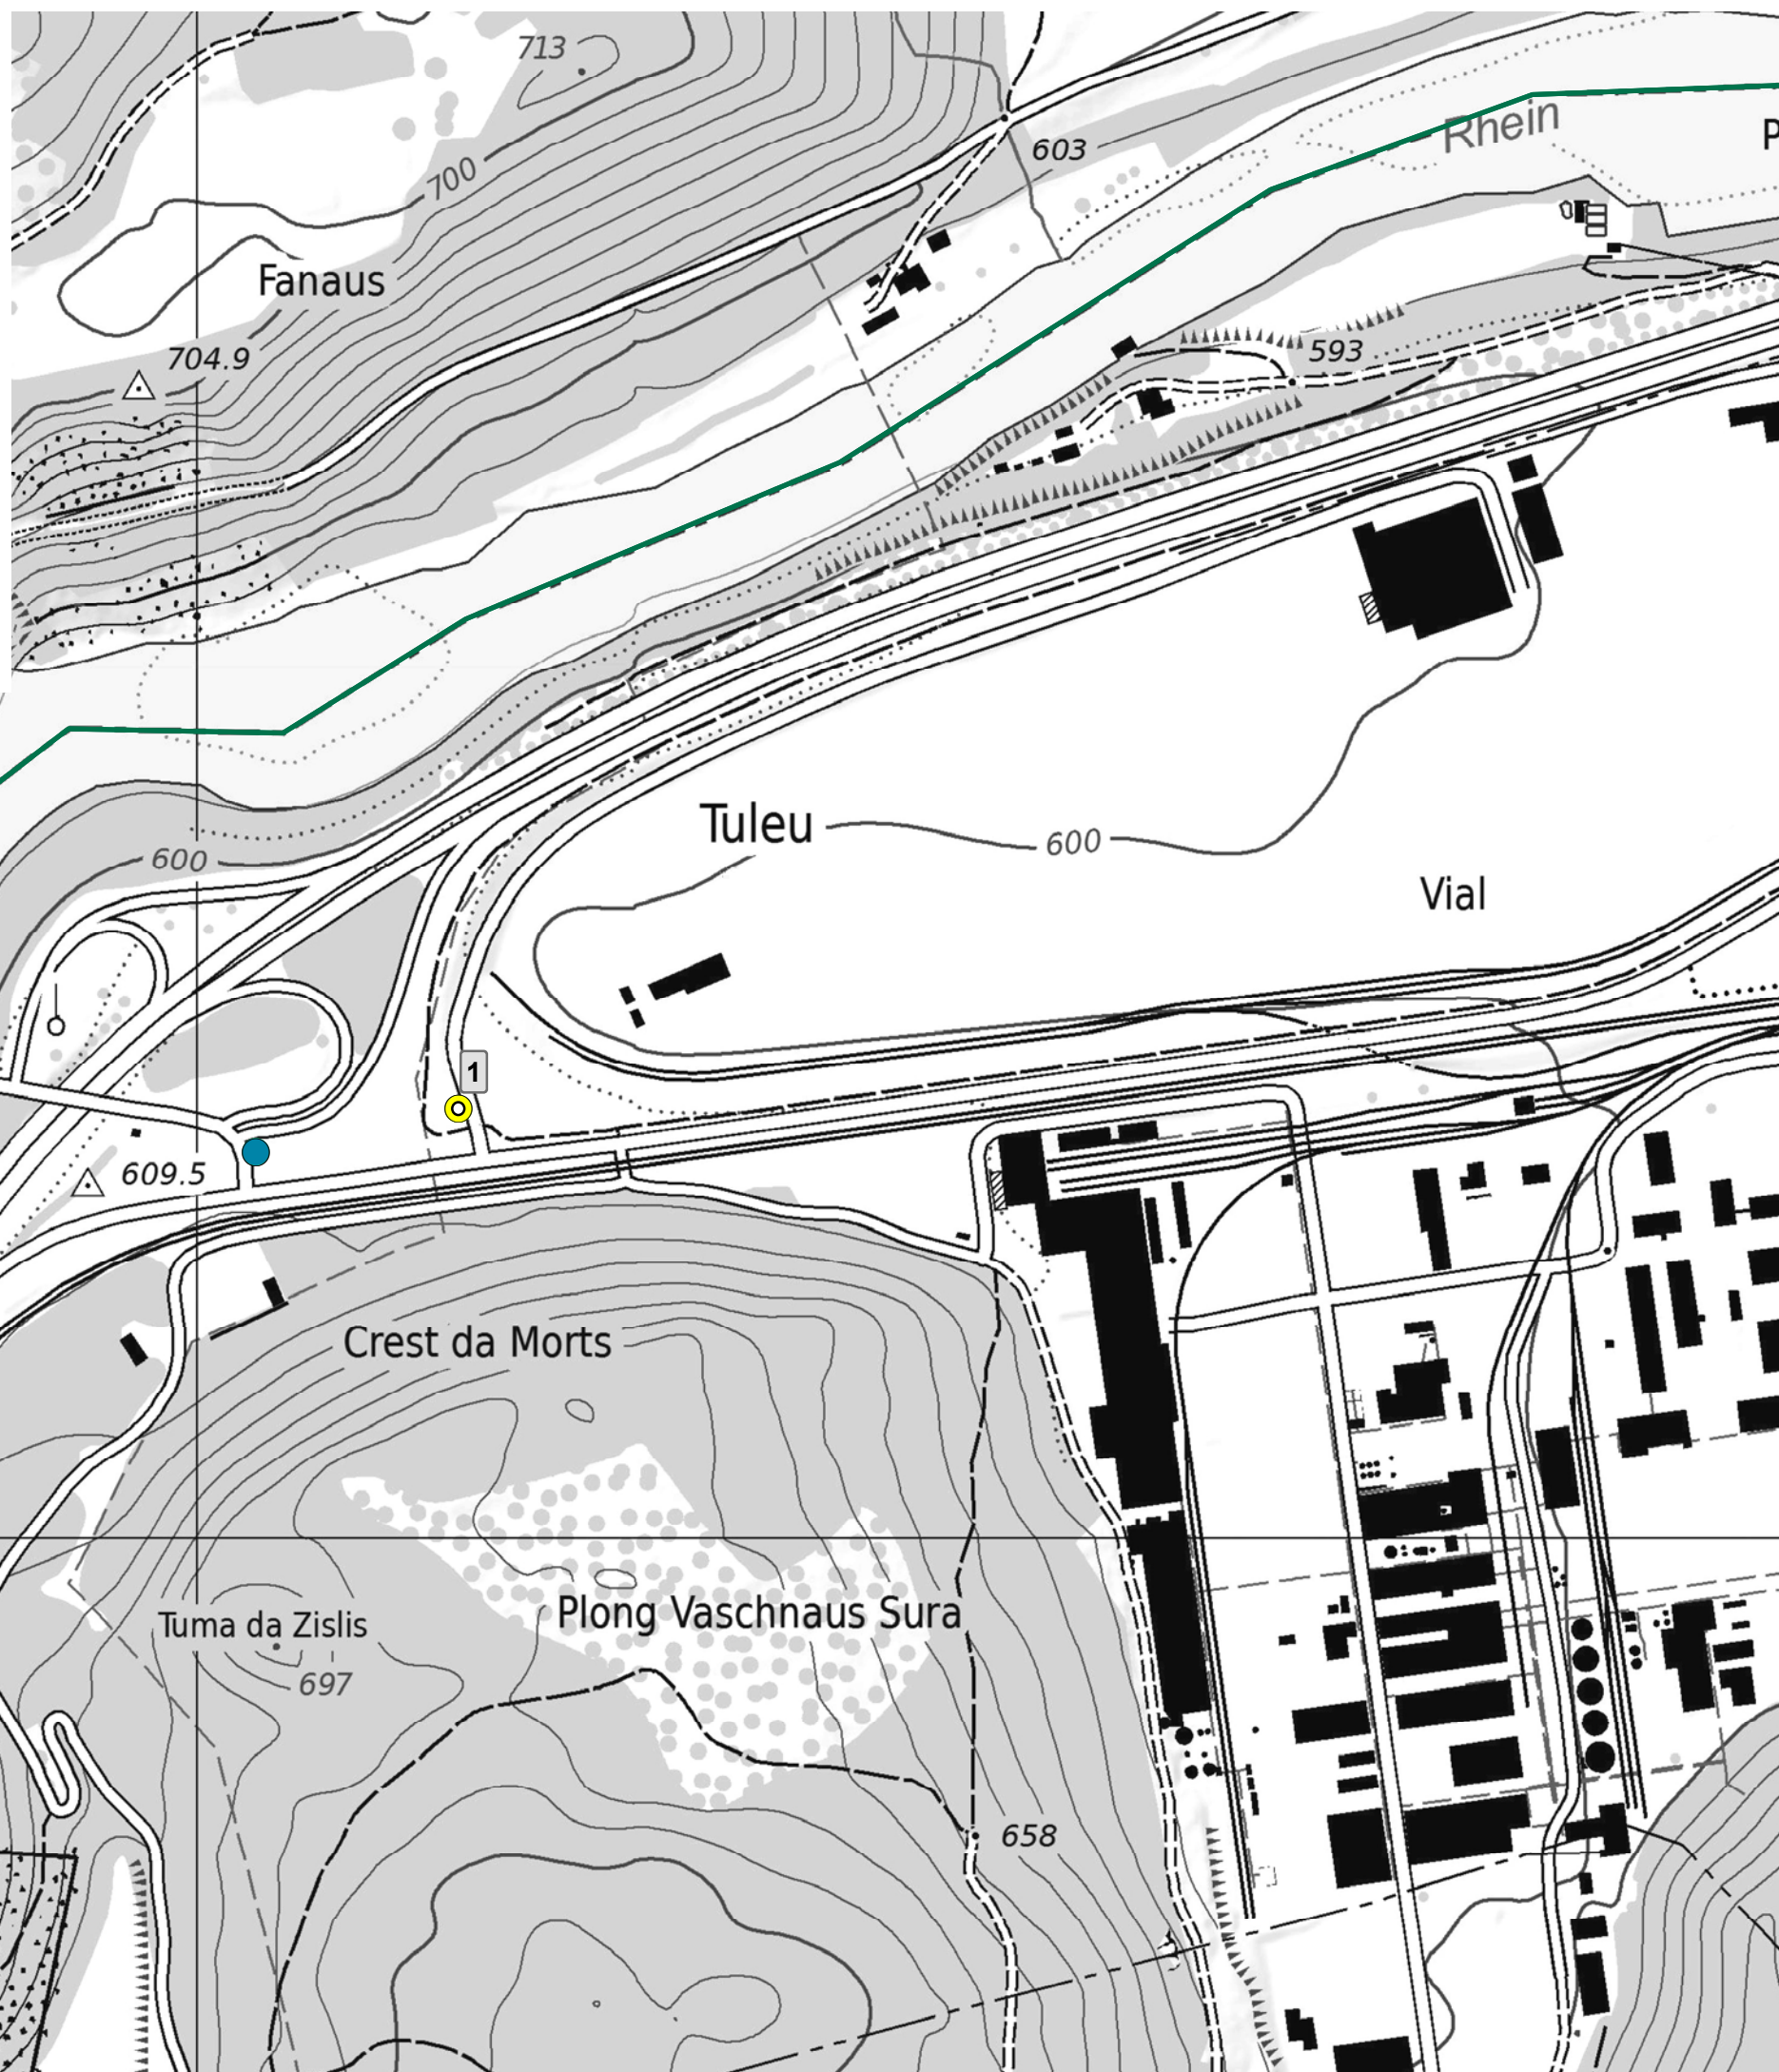 713
Rhein
P
603
700
Fanaus
593
704.9
Tuleu
600
600
Vial
1
609.5
Crest da Morts
Plong Vaschnaus Sura
Tuma da Zislis
697
658